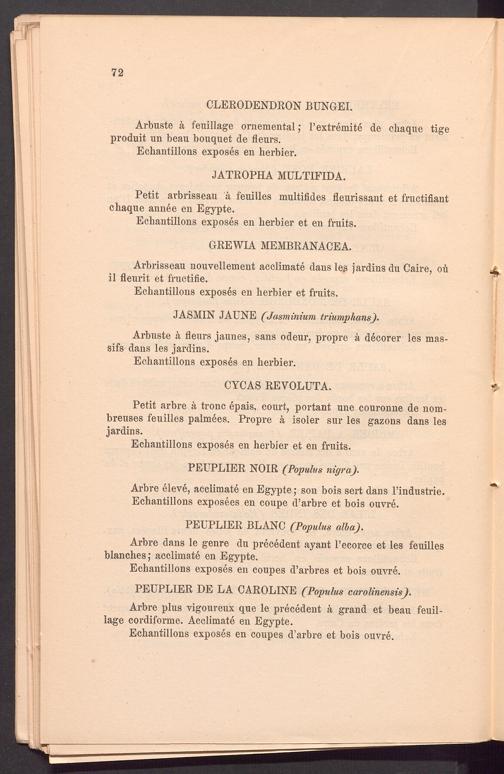 72
CLERODENDRON BUNGEI.
Arbuste à feuillage ornemental; l'extrémité de chaque tige
produit un beau bouquet de fleurs.
Echantillons exposés en herbier.
JATROPHA MULTIFIDA.
Petit arbrisseau à feuilles multifides fleurissant et fructifiant
chaque année en Egypte.
Echantillons exposés en herbier et en fruits.
GREWIA MEMBRANACEA.
Arbrisseau nouvellement acclimaté dans les jardins du Caire, où
il fleurit et fructifie.
Echantillons exposés en herbier et fruits.
JASMIN JAUNE (Jasminium triumphans).
Arbuste à fleurs jaunes, sans odeur, propre à décorer les mas-
sifs dans les jardins.
Echantillons exposés en herbier.
CYCAS REVOLUTA.
Petit arbre à tronc épais, court, portant une couronne de nom-
breuses feuilles palmées. Propre à isoler sur les gazons dans les
jardins.
Echantillons exposés en herbier et en fruits.
PEUPLIER NOIR (Populus nigra).
Arbre élevé, acclimaté en Egypte; son bois sert dans l'industrie.
Echantillons exposées en coupe d'arbre et bois ouvré.
PEUPLIER BLANC (Populus alba).
Arbre dans le genre du précédent ayant l'ecorce et les feuilles
blanches; acclimaté en Egypte.
Echantillons exposés en coupes d'arbres et bois ouvré.
PEUPLIER DE LA CAROLINE (Populus carolinensis).
Arbre plus vigoureux que le précédent à grand et beau feuil-
lage cordiforme. Acclimaté en Egypte.
Echantillons exposés en coupes d'arbre et bois ouvré.